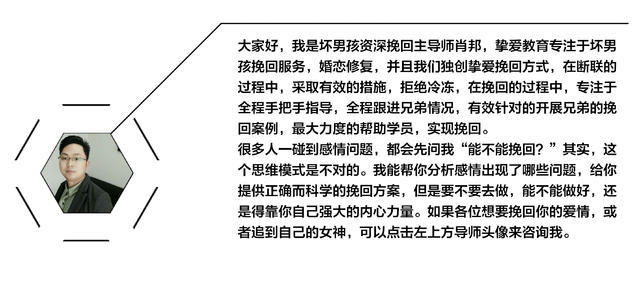 大家好，我是坏男孩资深挽回主导师肖邦，挚爱教育专注于坏男
孩挽回服务，婚恋修复，并且我们独创挚爱挽回方式，在断联的
过程中，采取有效的措施，拒绝冷冻，在挽回的过程中，专注于
全程手把手指导，全程跟进兄弟情况，有效针对的开展兄弟的挽
回案例，最大力度的帮助学员，实现挽回。
很多人一碰到感情问题，都会先问我“能不能挽回？”其实，这
个思维模式是不对的。我能帮你分析感情出现了哪些问题，给你
提供正确而科学的挽回方案，但是要不要去做，能不能做好，还
是得靠你自己强大的内心力量。如果各位想要挽回你的爱情，或
者追到自己的女神，可以点击左上方导师头像来咨询我。